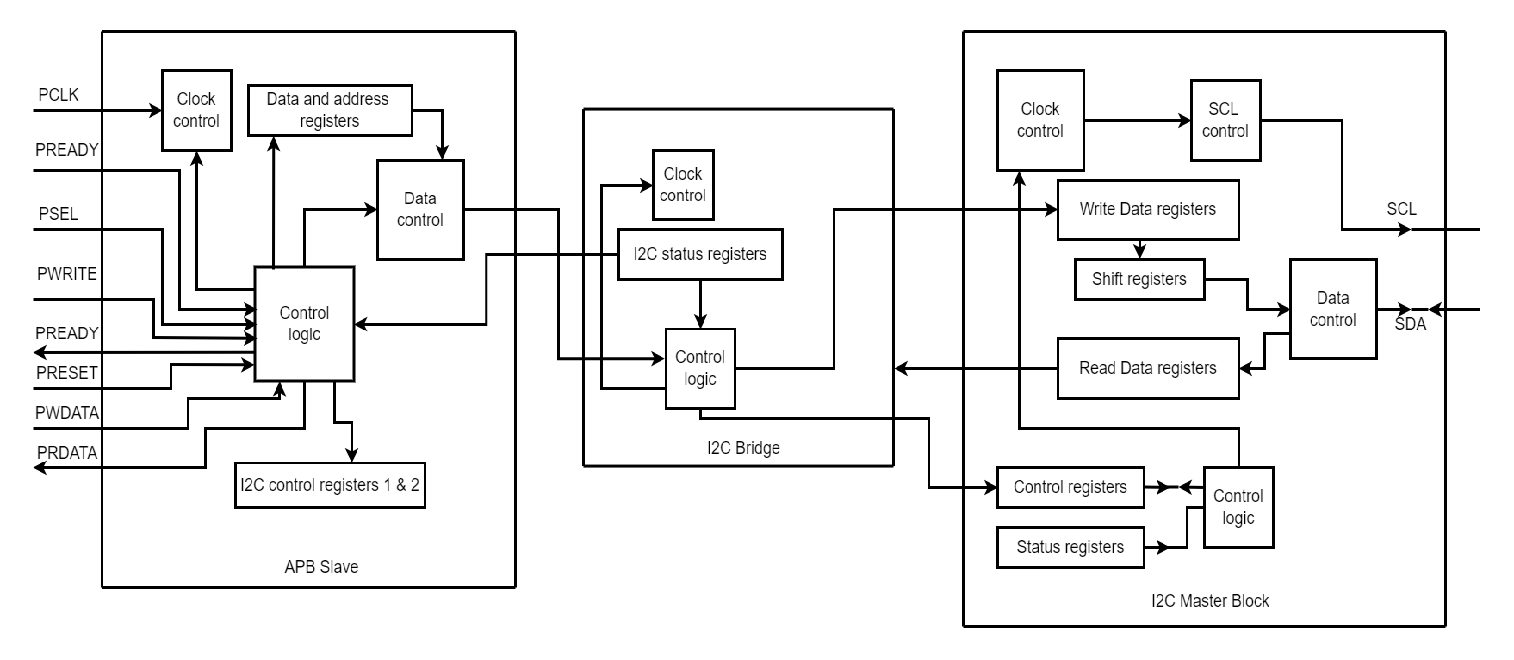 PCLK
PREADY
PSEL
PWRITE
PREADY
PRESET
PWDATA
PRDATA
Clock
control
Data and address
registers
Data
control
Control
logic
I2C control registers 1 & 2
APB Slave
Clock
control
I2C status registers
Control
logic
I2C Bridge
Clock
control
SCL
control
Write Data registers
Shift registers
Data
control
Read Data registers
Control registers
Control
logic
Status registers
I2C Master Block
SCL
SDA